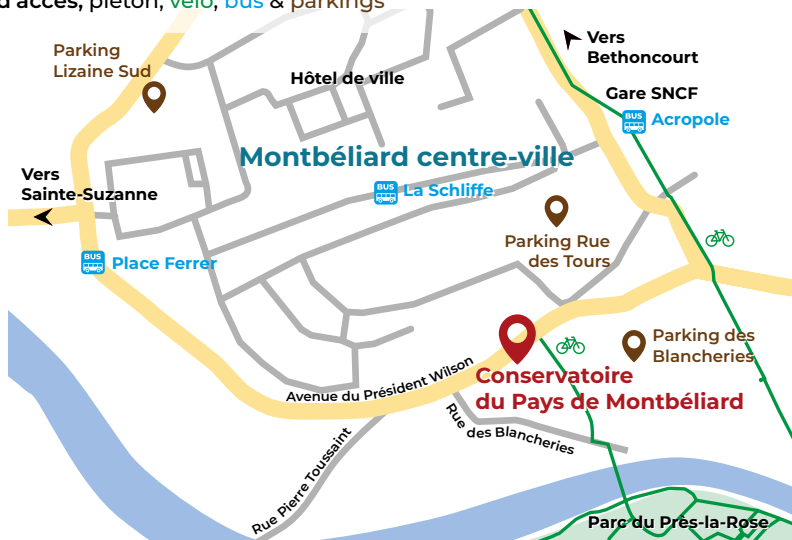 d'accès, piéton, vélo, bus & parkings
Parking
Lizaine Sud
Hôtel de ville
Vers
Bethoncourt
Gare SNCF
BUS
Acropole
Montbéliard centre-ville
Vers
Sainte-Suzanne
BUS
La Schliffe
Parking Rue
des Tours
BUS
Place Ferrer
Parking des
Blancheries
Conservatoire
du Pays de Montbéliard
Avenue du Président Wilson
Rue des Blancheries
Rue Pierre Toussaint
Parc du Près-la-Rose